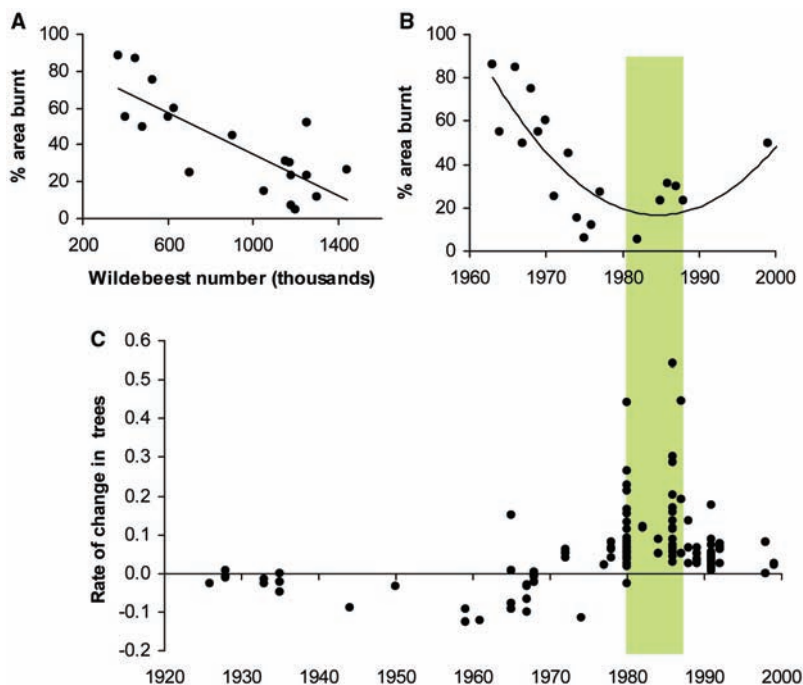 A
% area burnt
100
80
60
40
20
0
200 600 1000 1400
Wildebeest number (thousands)
B
% area burnt
100
80
60
40
20
0
1960 1970 1980 1990 2000
C
Rate of change in trees
0.6
0.5
0.4
0.3
0.2
0.1
0.0
-0.1
-0.2
1920 1930 1940 1950 1960 1970 1980 1990 2000